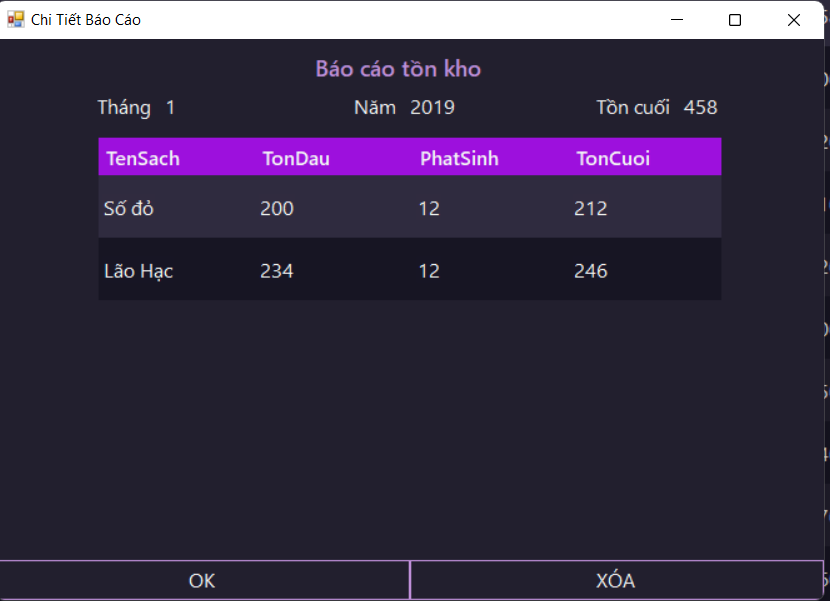 Chi Tiết Báo Cáo
Báo cáo tồn kho
Tháng 1 Năm 2019 Tồn cuối 458
TenSach TonDau PhatSinh TonCuoi
Số đỏ 200 12 212
Lão Hạc 234 12 246
OK XÓA